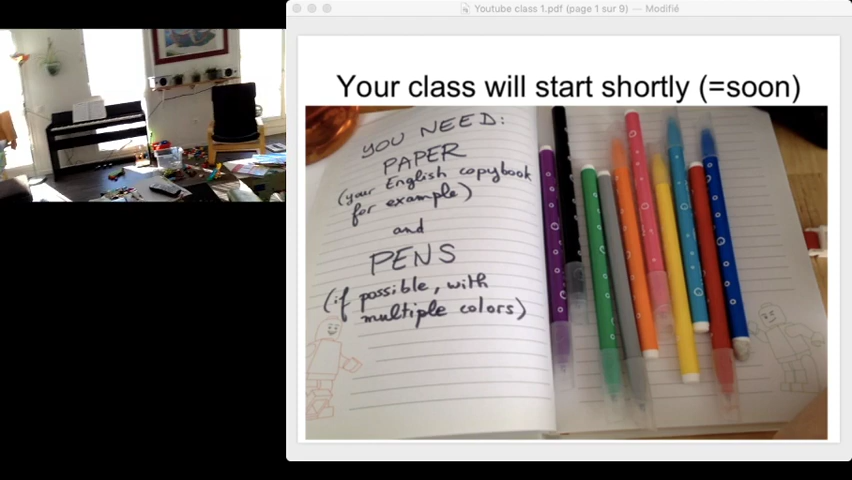 Youtube class 1.pdf (page 1 sur 9) — Modifié
Your class will start shortly (=soon)
YOU NEED:
PAPER
(your English copybook
for example)
and
PENS
(if possible, with
multiple colors)